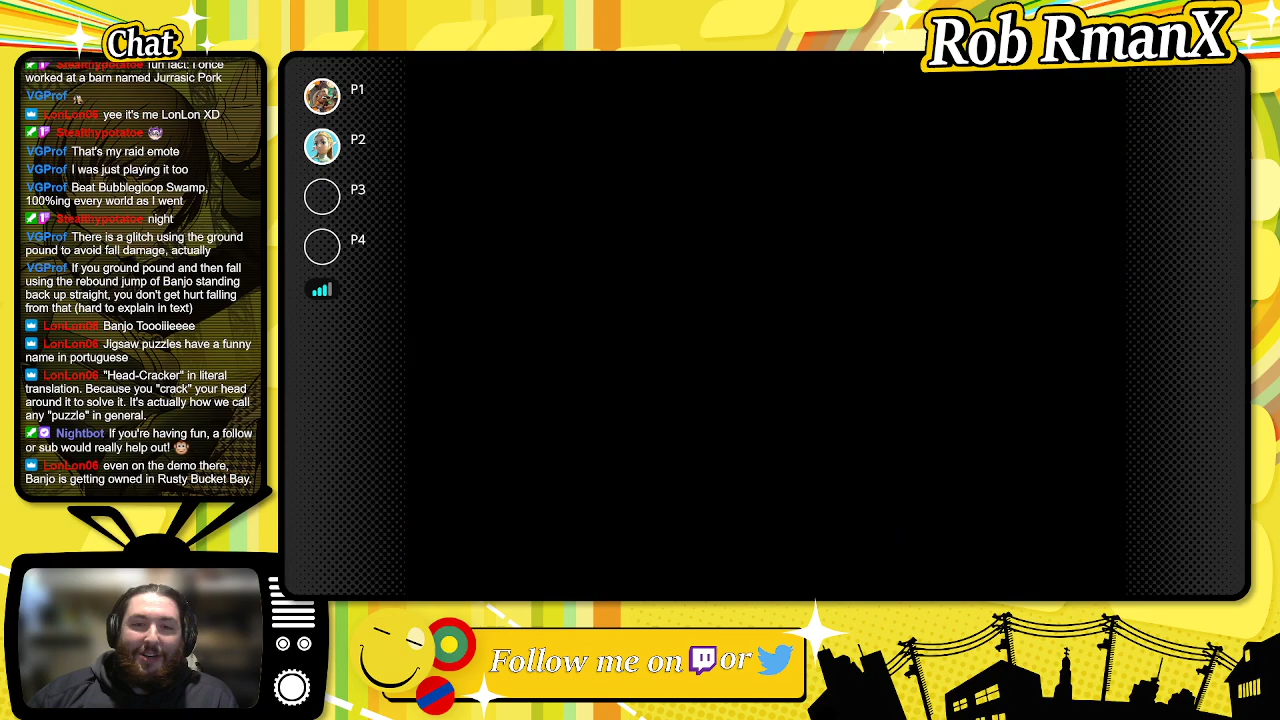 Chat
Rob RmanX
Stealthypotatoe fun fact: I once
worked at a barn named Jurrasic Pork
VGProf
LonLon06 yee it's me LonLon XD
Stealthypotatoe
VGProf That's my raid emote
VGProf I was just playing it too
VGProf Beat Bubblegloop Swamp,
100%ing every world as I went
Stealthypotatoe night
VGProf There is a glitch using the ground
pound to avoid fall damage, actually
VGProf If you ground pound and then fall
using the rebound jump of Banjo standing
back up straight, you don't get hurt falling
from that (hard to explain in text)
LonLon06 Banjo Toooiiieeee
LonLon06 Jigsaw puzzles have a funny
name in portuguese
LonLon06 "Head-Cracker" in literal
translation. Because you "crack" your head
around it to solve it. It's actually how we call
any "puzzle" in general.
Nightbot If you're having fun, a follow
or sub would really help out!
LonLon06 even on the demo there,
Banjo is getting owned in Rusty Bucket Bay.
P1
P2
P3
P4
Follow me on or